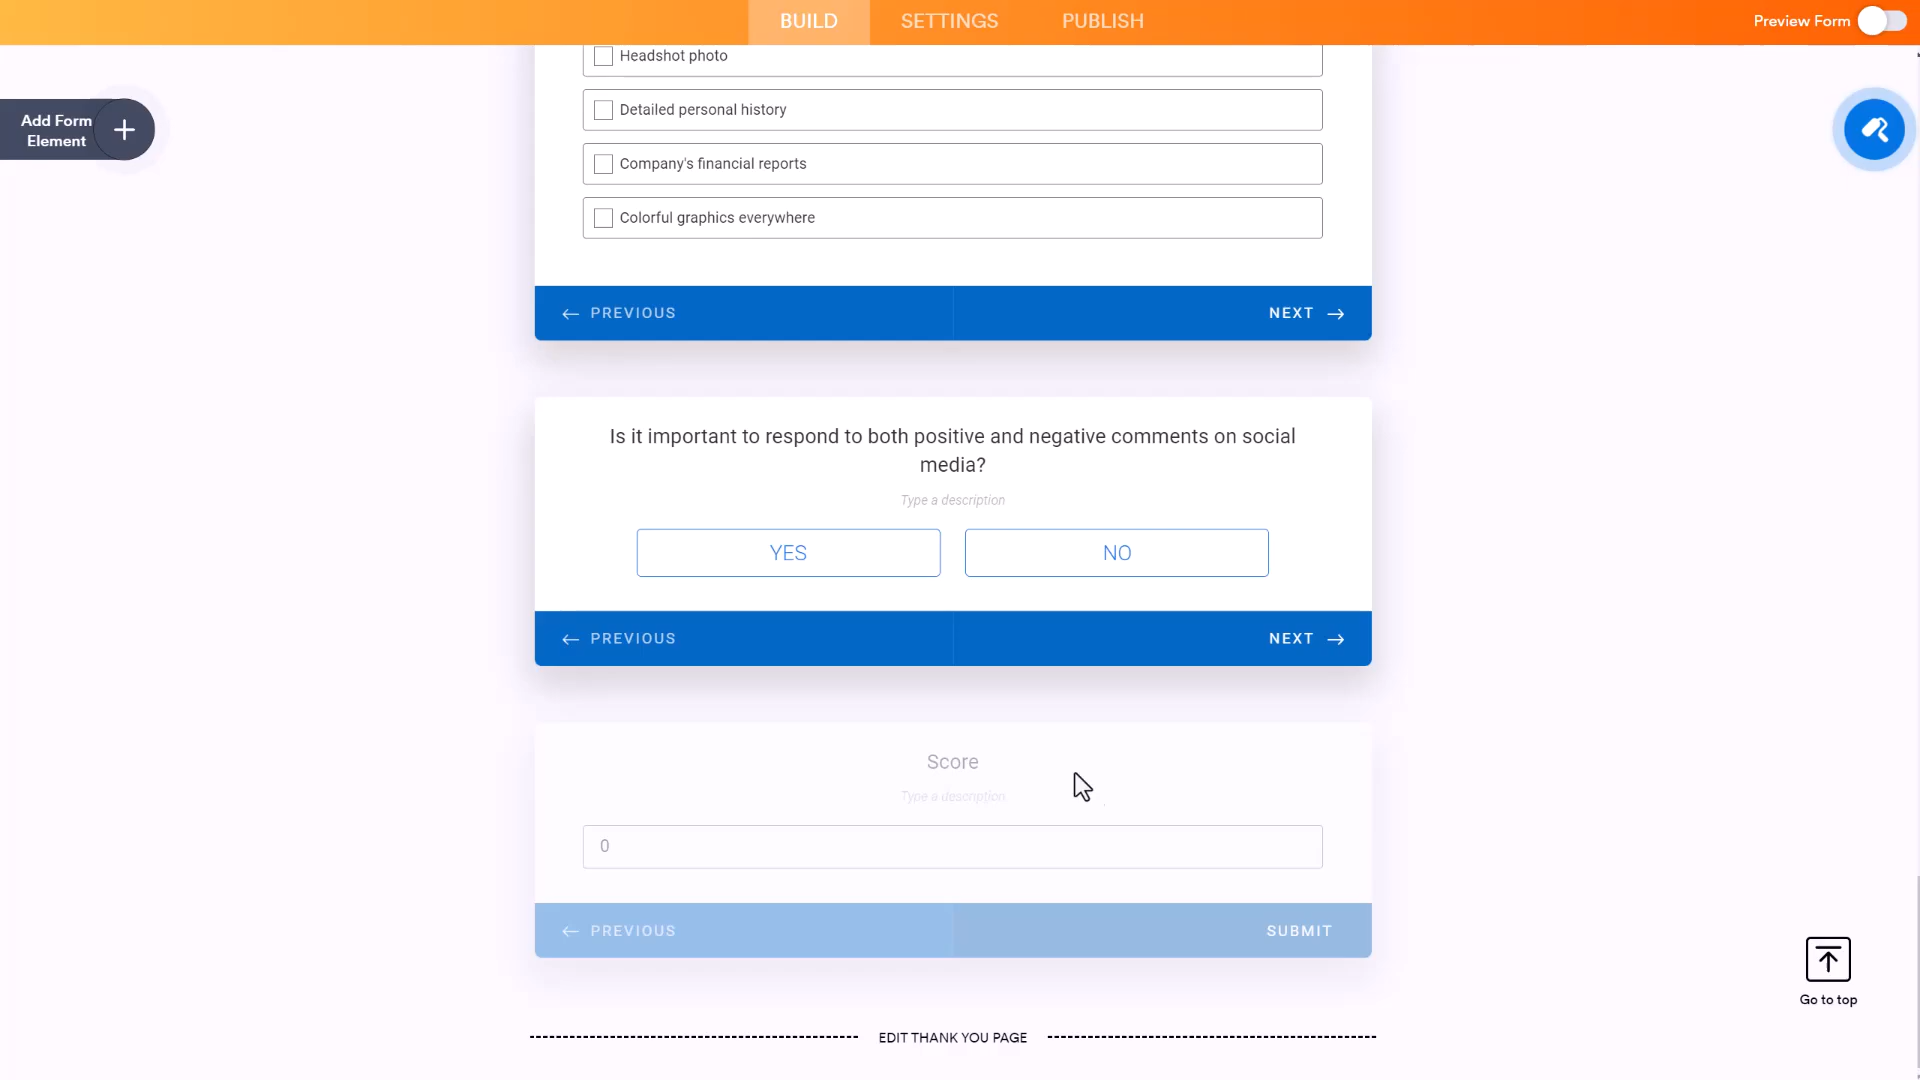 BUILD
SETTINGS
PUBLISH
Preview Form
Headshot photo
Add Form
Element
Detailed personal history
Company's financial reports
Colorful graphics everywhere
PREVIOUS
NEXT
Is it important to respond to both positive and negative comments on social
media?
Type a description
YES
NO
PREVIOUS
NEXT
Score
Type a description
0
PREVIOUS
SUBMIT
Go to top
EDIT THANK YOU PAGE